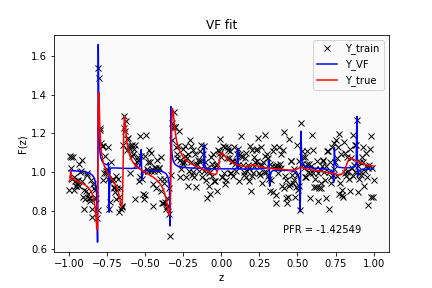 VF fit
Y_train
Y_VF
Y_true
F(z)
1.6
1.4
1.2
1.0
0.8
0.6
PFR = -1.42549
−1.00 −0.75 −0.50 −0.25 0.00 0.25 0.50 0.75 1.00
z